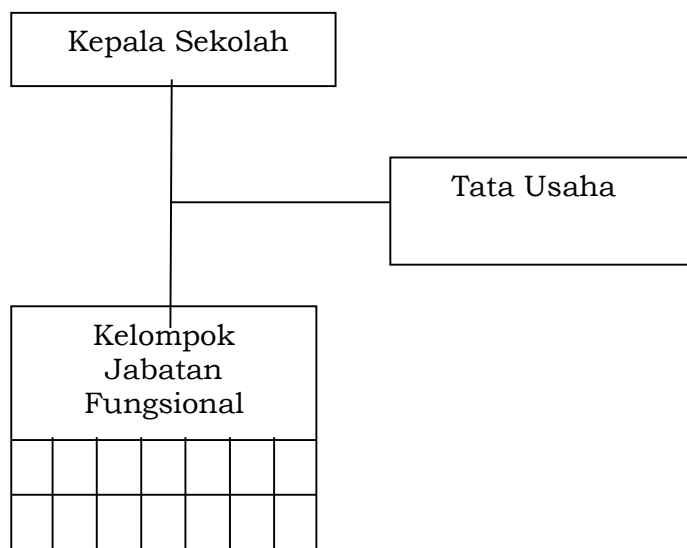 Kepala Sekolah
Tata Usaha
Kelompok
Jabatan
Fungsional